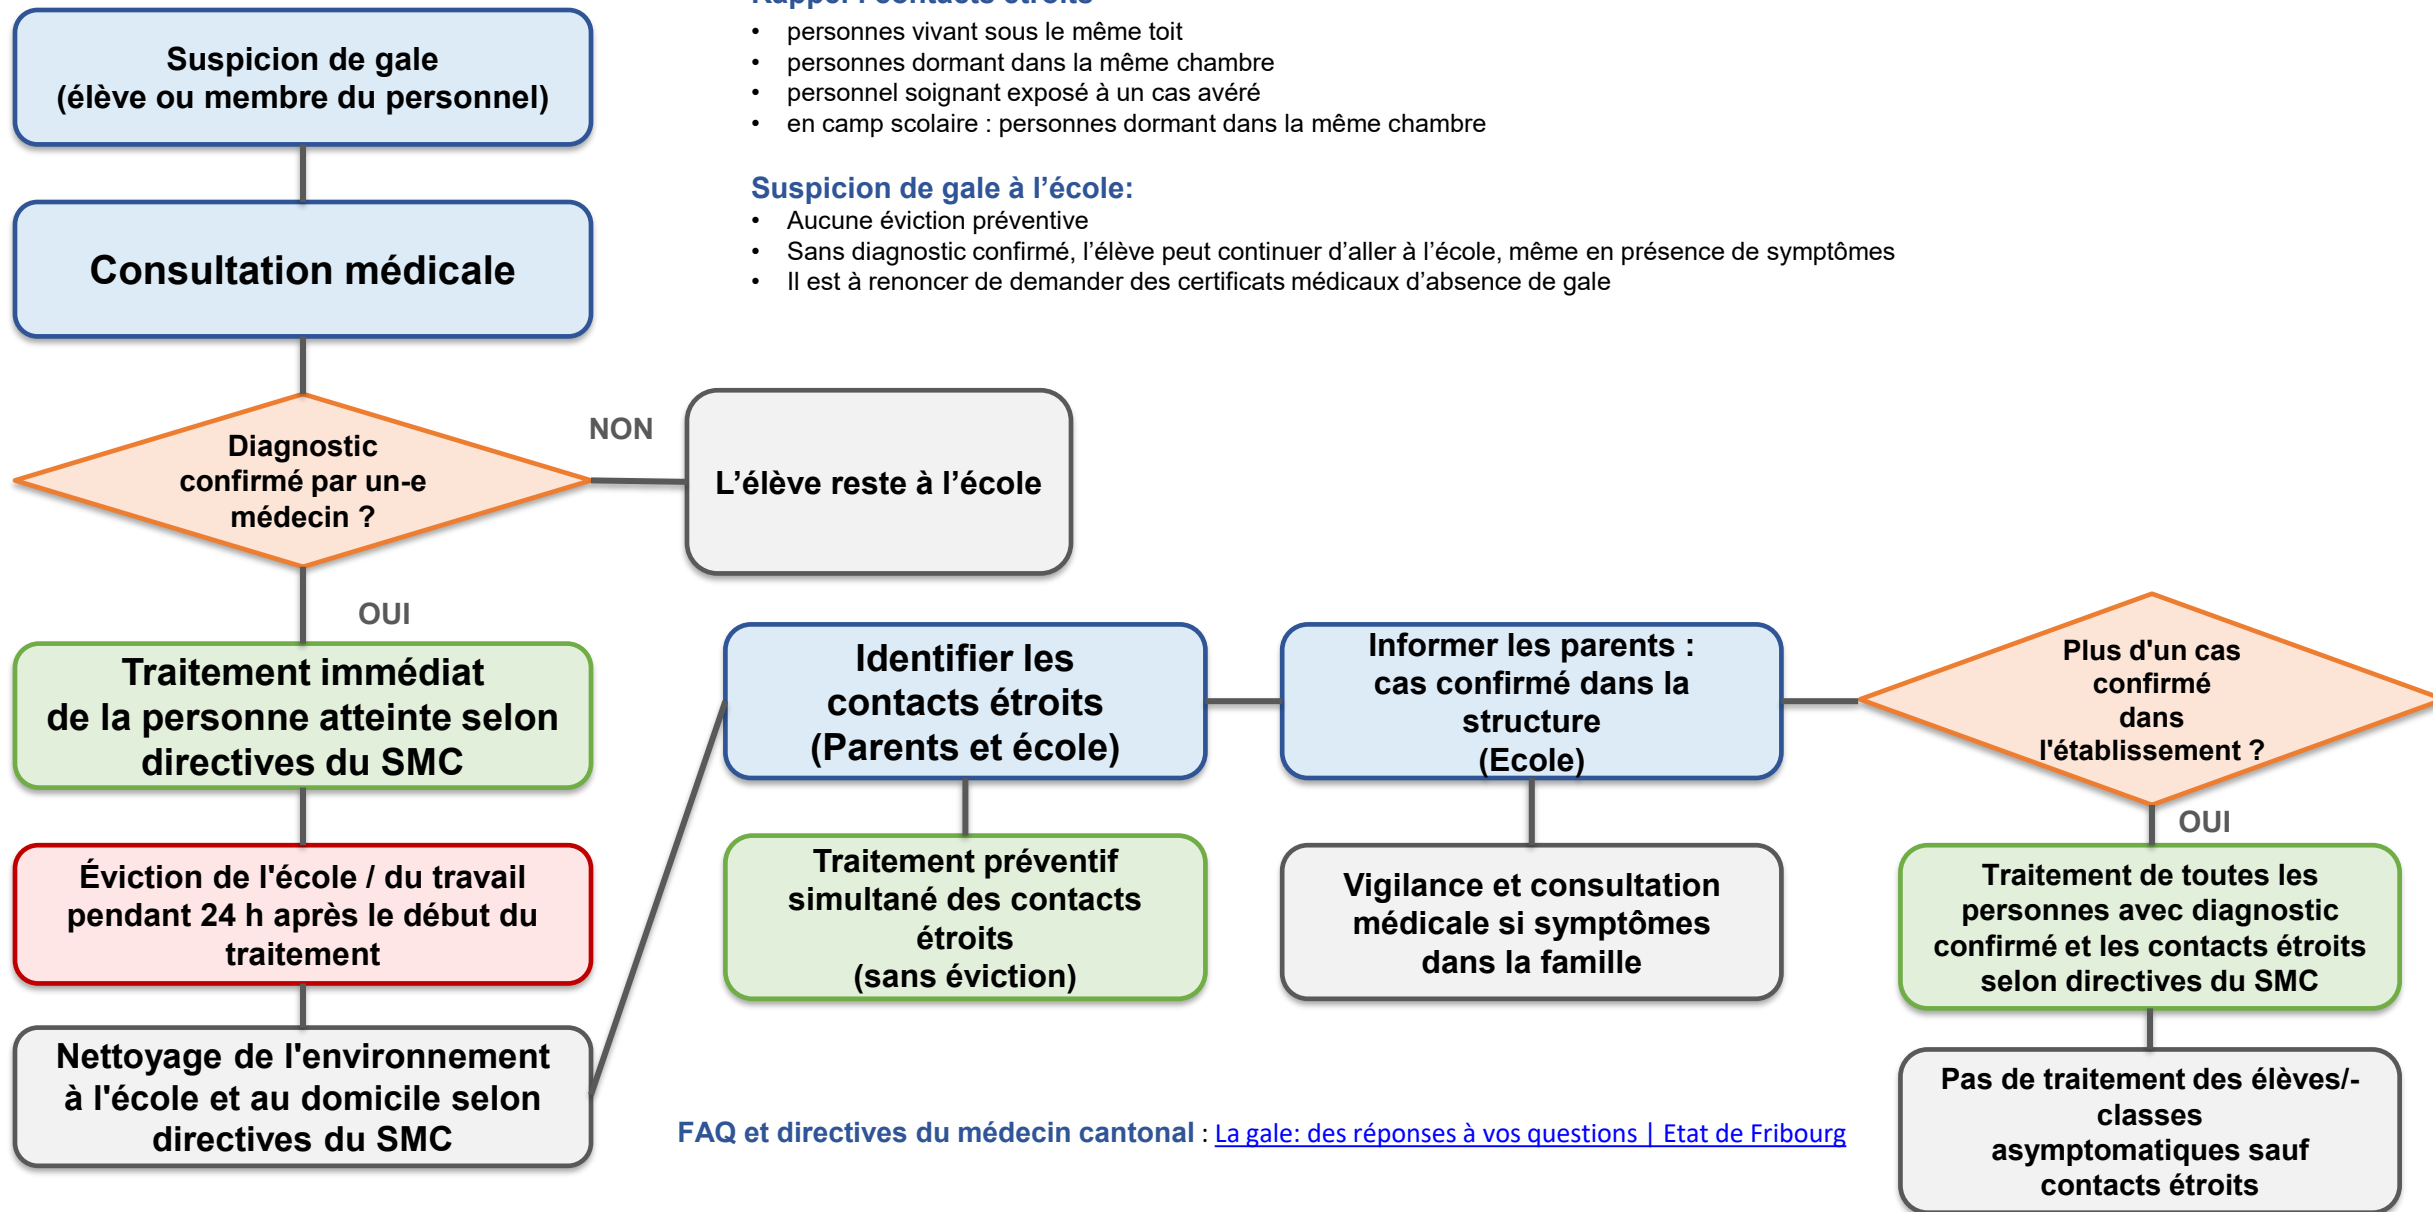 Rappel : contacts étroits
• personnes vivant sous le même toit
• personnes dormant dans la même chambre
• personnel soignant exposé à un cas avéré
• en camp scolaire : personnes dormant dans la même chambre
Suspicion de gale à l’école:
• Aucune éviction préventive
• Sans diagnostic confirmé, l’élève peut continuer d’aller à l’école, même en présence de symptômes
• Il est à renoncer de demander des certificats médicaux d’absence de gale
Suspicion de gale
(élève ou membre du personnel)
Consultation médicale
Diagnostic
confirmé par un-e
médecin ?
NON
L’élève reste à l’école
OUI
Traitement immédiat
de la personne atteinte selon
directives du SMC
Éviction de l'école / du travail
pendant 24 h après le début du
traitement
Nettoyage de l'environnement
à l'école et au domicile selon
directives du SMC
Identifier les
contacts étroits
(Parents et école)
Traitement préventif
simultané des contacts
étroits
(sans éviction)
Informer les parents :
cas confirmé dans la
structure
(Ecole)
Vigilance et consultation
médicale si symptômes
dans la famille
Plus d'un cas
confirmé
dans
l'établissement ?
OUI
Traitement de toutes les
personnes avec diagnostic
confirmé et les contacts étroits
selon directives du SMC
Pas de traitement des élèves/-
classes
asymptomatiques sauf
contacts étroits
FAQ et directives du médecin cantonal : La gale: des réponses à vos questions | Etat de Fribourg